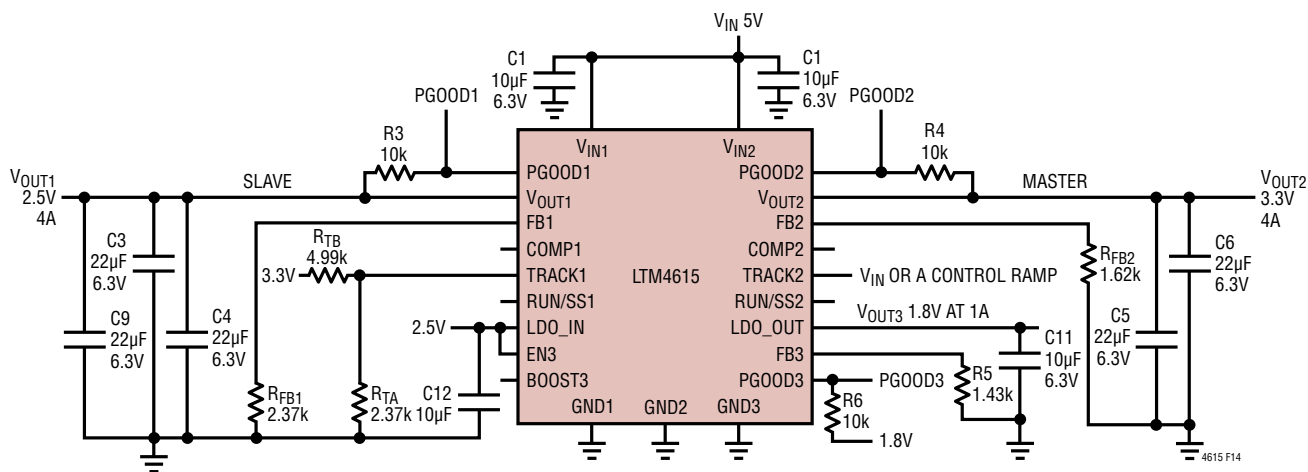 VIN 5V
C1
10µF
6.3V
C1
10µF
6.3V
PGOOD1
PGOOD2
R3
10k
R4
10k
VIN1
VIN2
PGOOD1
PGOOD2
VOUT1
2.5V
4A
SLAVE
VOUT1
VOUT2
MASTER
VOUT2
3.3V
4A
FB1
FB2
C3
22µF
6.3V
RTB
4.99k
COMP1
COMP2
RFB2
1.62k
C6
22µF
6.3V
3.3V
TRACK1
LTM4615
TRACK2
VIN OR A CONTROL RAMP
RUN/SS1
RUN/SS2
C9
22µF
6.3V
C4
22µF
6.3V
2.5V
LDO_IN
LDO_OUT
VOUT3 1.8V AT 1A
C5
22µF
6.3V
EN3
FB3
C11
10µF
6.3V
RFB1
2.37k
RTA
2.37k
C12
10µF
BOOST3
PGOOD3
PGOOD3
R5
1.43k
GND1
GND2
GND3
R6
10k
1.8V
4615 F14